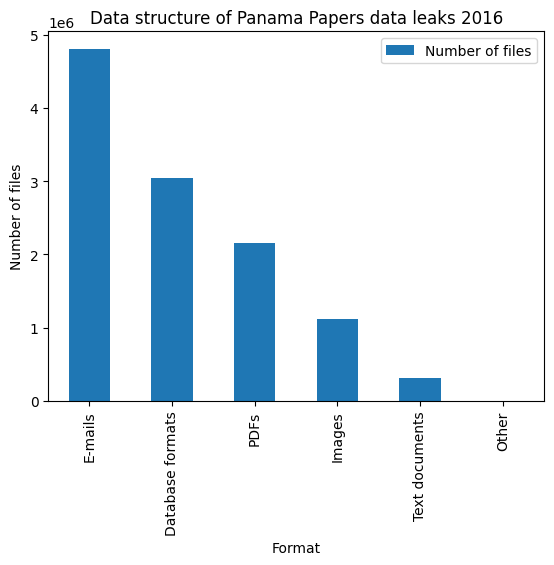 Data structure of Panama Papers data leaks 2016
1e6
Number of files
5
4
3
2
1
0
Number of files
E-mails
Database formats
PDFs
Images
Text documents
Other
Format